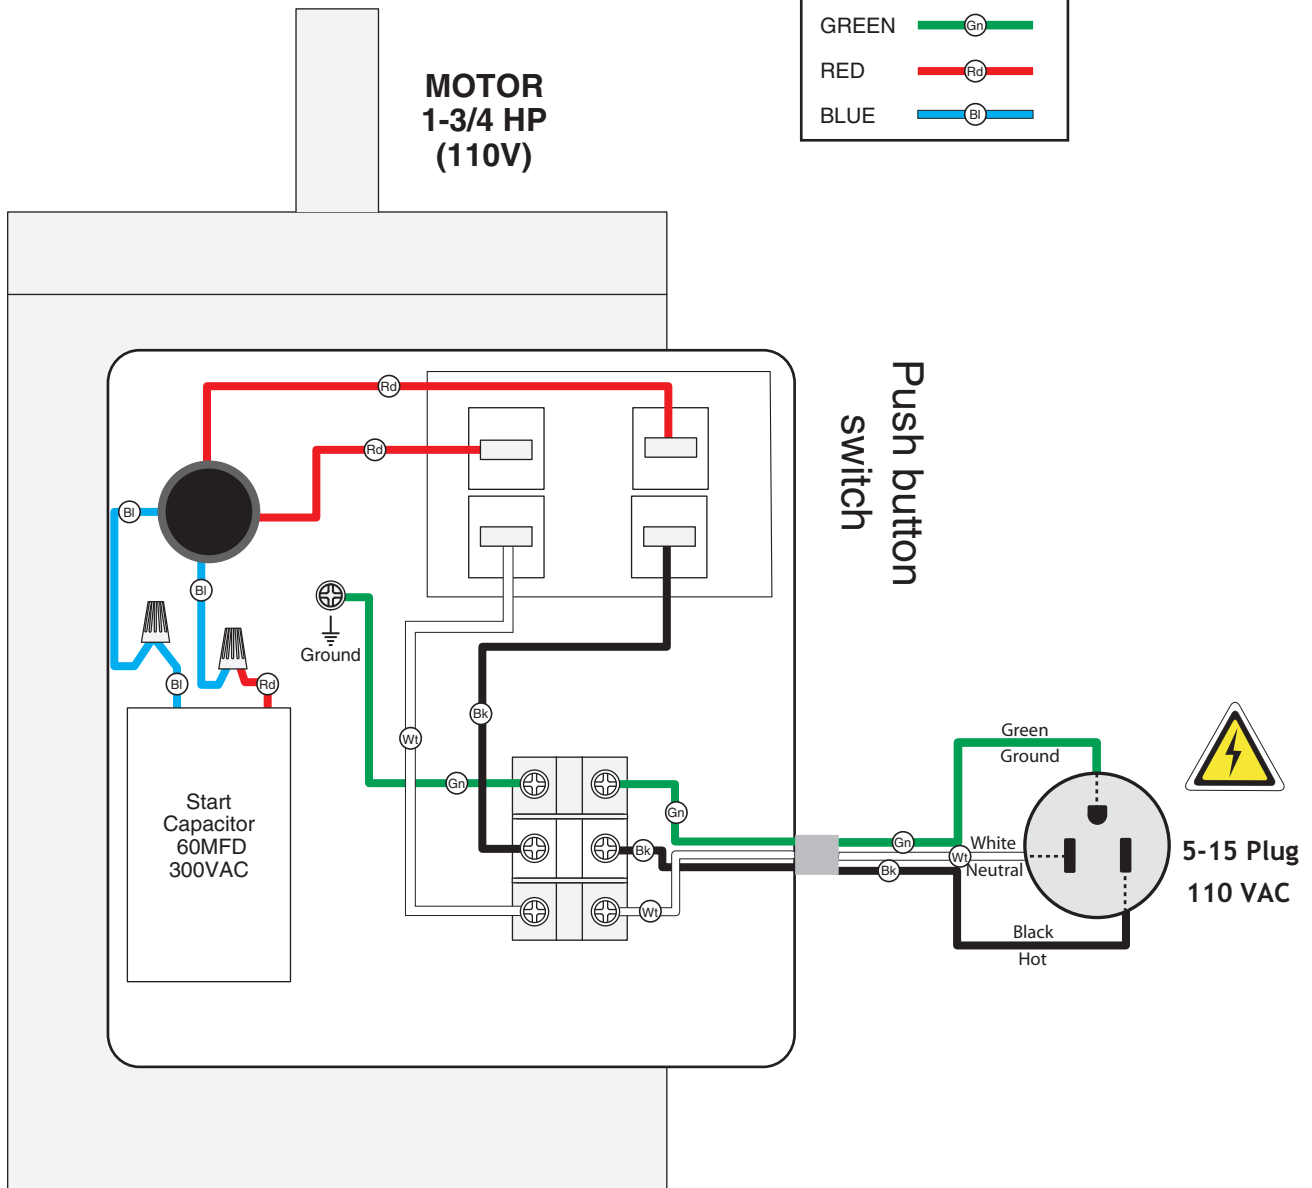 GREEN Gn
RED Rd
BLUE Bl
MOTOR
1-3/4 HP
(110V)
Push button
switch
Rd
Rd
Bl
Bl
Ground
Bl
Rd
Bk
Wt
Start
Capacitor
60MFD
300VAC
Gn
Gn
Bk
Wt
Gn
Wt
Bk
Green
Ground
White
Neutral
Black
Hot
5-15 Plug
110 VAC